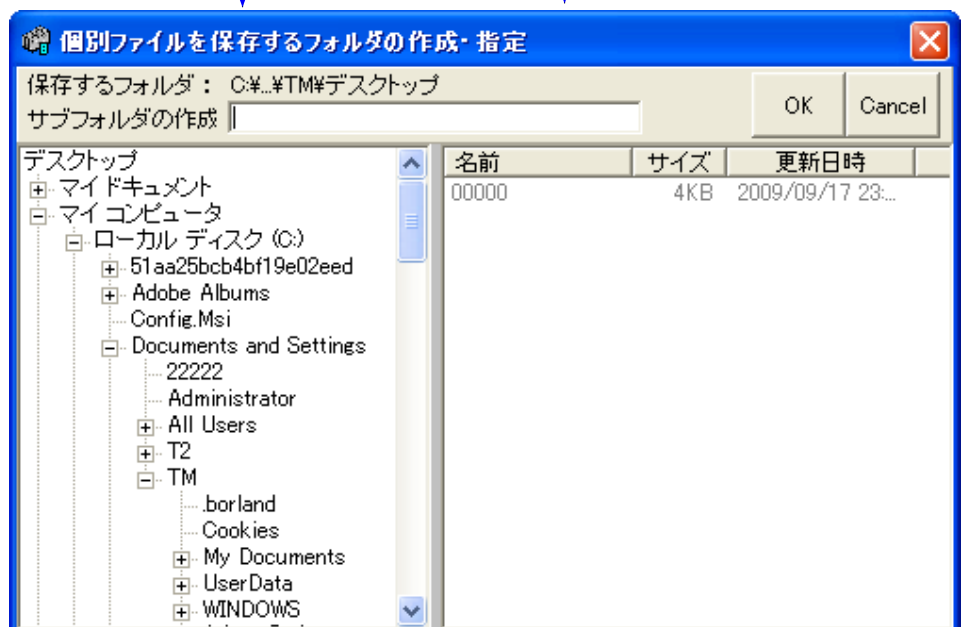 個別ファイルを保存するフォルダの作成・指定
保存するフォルダ： C:¥...¥TM¥デスクトップ
サブフォルダの作成
OK
Cancel
デスクトップ
マイ ドキュメント
マイ コンピュータ
ローカル ディスク (C:)
51aa25bcb4bf19e02eed
Adobe Albums
Config.Msi
Documents and Settings
22222
Administrator
All Users
T2
TM
.borland
Cookies
My Documents
UserData
WINDOWS
名前 サイズ 更新日時
00000 4KB 2009/09/17 23:...